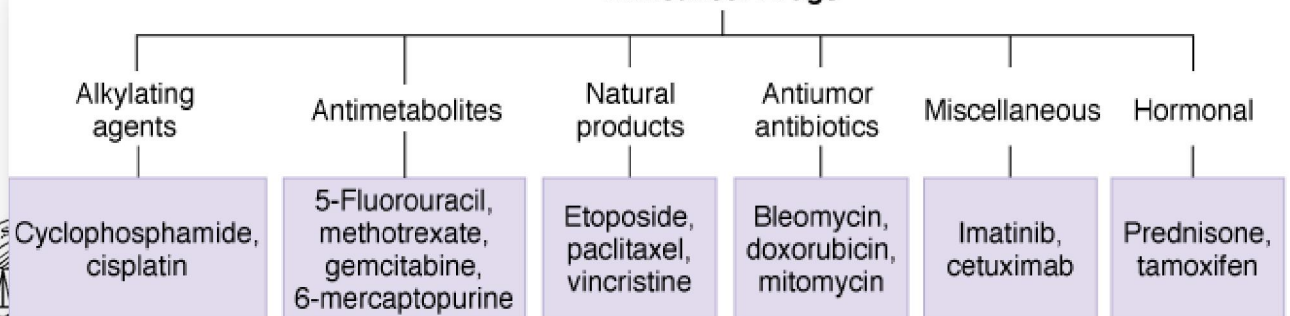 Alkylating
agents
Antimetabolites
Natural
products
Antiumor
antibiotics
Miscellaneous
Hormonal
Cyclophosphamide,
cisplatin
5-Fluorouracil,
methotrexate,
gemcitabine,
6-mercaptopurine
Etoposide,
paclitaxel,
vincristine
Bleomycin,
doxorubicin,
mitomycin
Imatinib,
cetuximab
Prednisone,
tamoxifen